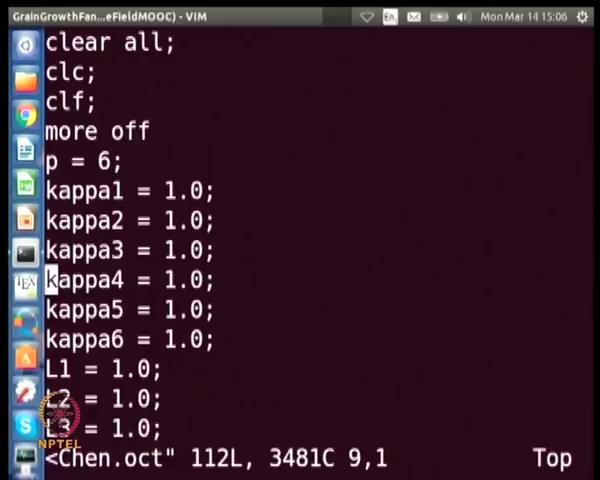 GrainGrowthFan...eFieldMOOC) - VIM
En
Mon Mar 14 15:06
clear all;
clc;
clf;
more off
p = 6;
kappa1 = 1.0;
kappa2 = 1.0;
kappa3 = 1.0;
kappa4 = 1.0;
kappa5 = 1.0;
kappa6 = 1.0;
L1 = 1.0;
L2 = 1.0;
L3 = 1.0;
NPTEL
<Chen.oct" 112L, 3481C 9,1 Top